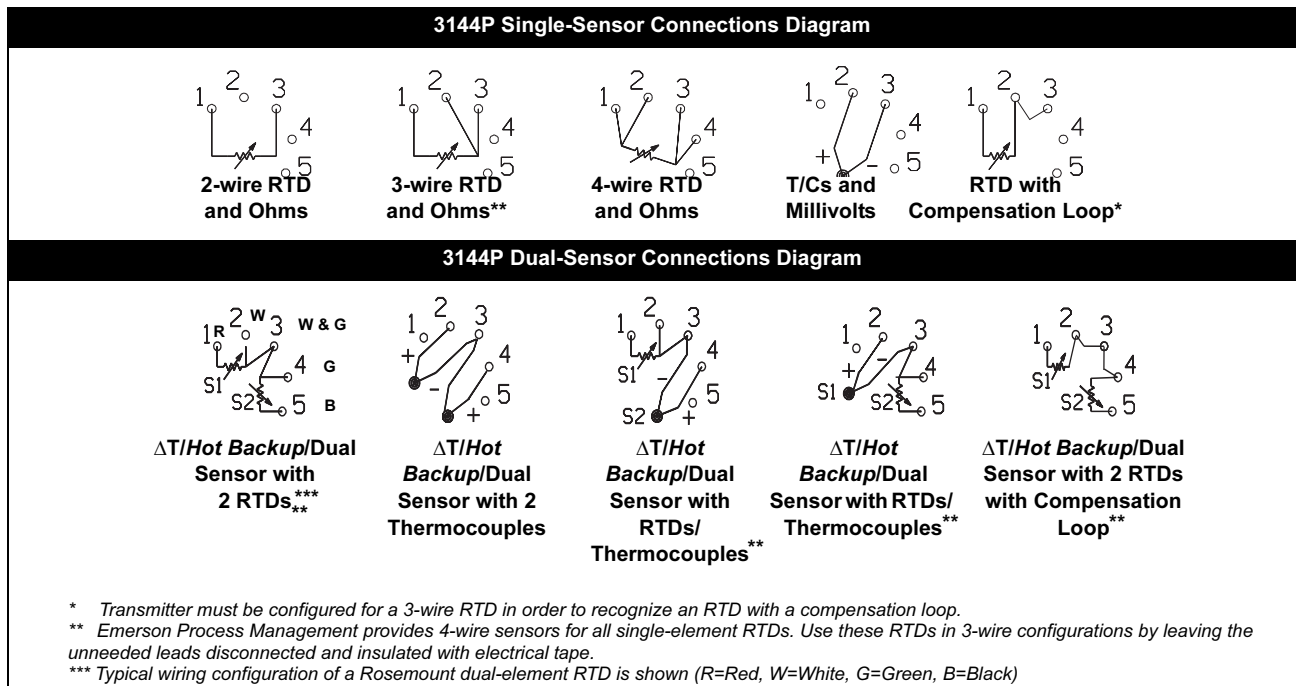 3144P Single-Sensor Connections Diagram
1 2 3 4 5
1 2 3 4 5
1 2 3 4 5
1 2 3 4 5 + -
1 2 3
2-wire RTD
and Ohms
3-wire RTD
and Ohms**
4-wire RTD
and Ohms
T/Cs and
Millivolts
RTD with
Compensation Loop*
3144P Dual-Sensor Connections Diagram
1 R 2 W 3 W & G
4 G
S1
S2 5 B
1 2 3 4 5 + - +
1 2 3 4 5 S1 - S2 +
1 2 3 4 5 + - S1 S2
1 2 3 4 5 S1 S2
ΔT/Hot Backup/Dual
Sensor with
2 RTDs***
**
ΔT/Hot
Backup/Dual
Sensor with 2
Thermocouples
ΔT/Hot
Backup/Dual
Sensor with
RTDs/
Thermocouples**
ΔT/Hot
Backup/Dual
Sensor with RTDs/
Thermocouples**
ΔT/Hot Backup/Dual
Sensor with 2 RTDs
with Compensation
Loop**
* Transmitter must be configured for a 3-wire RTD in order to recognize an RTD with a compensation loop.
** Emerson Process Management provides 4-wire sensors for all single-element RTDs. Use these RTDs in 3-wire configurations by leaving the
unneeded leads disconnected and insulated with electrical tape.
*** Typical wiring configuration of a Rosemount dual-element RTD is shown (R=Red, W=White, G=Green, B=Black)